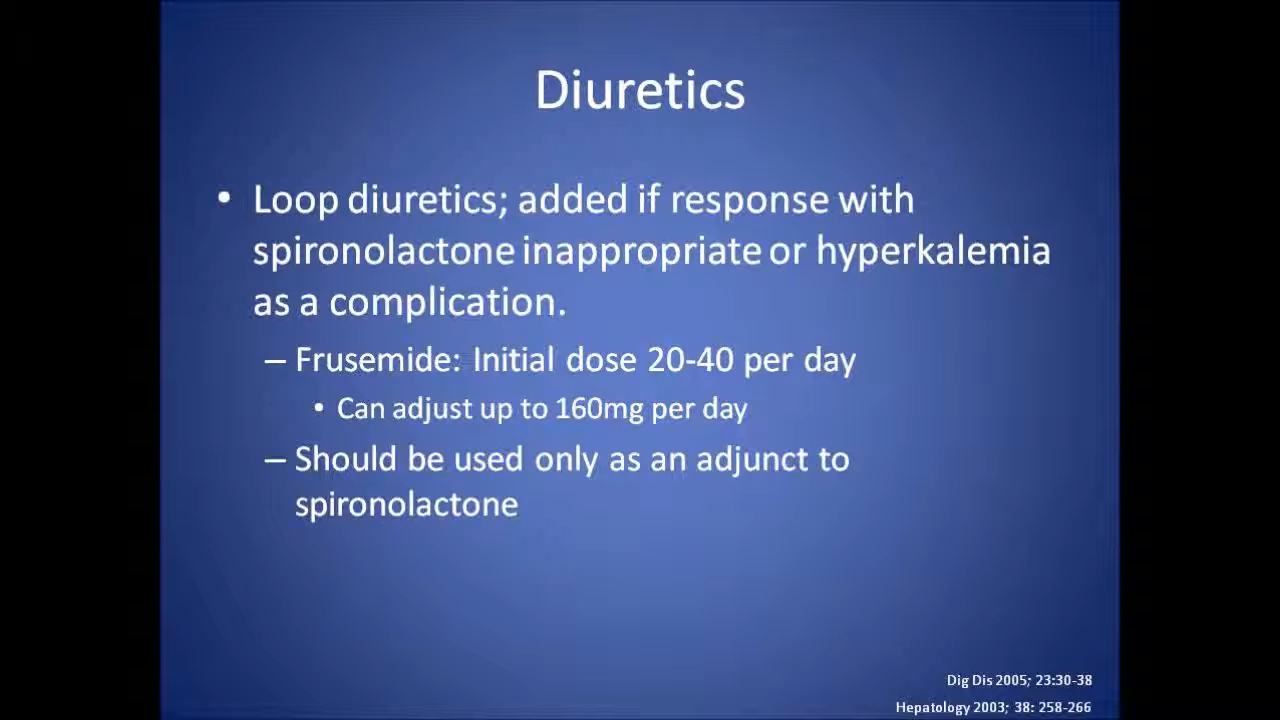 Diuretics
• Loop diuretics; added if response with
spironolactone inappropriate or hyperkalemia
as a complication.
– Frusemide: Initial dose 20-40 per day
• Can adjust up to 160mg per day
– Should be used only as an adjunct to
spironolactone
Dig Dis 2005; 23:30-38
Hepatology 2003; 38: 258-266